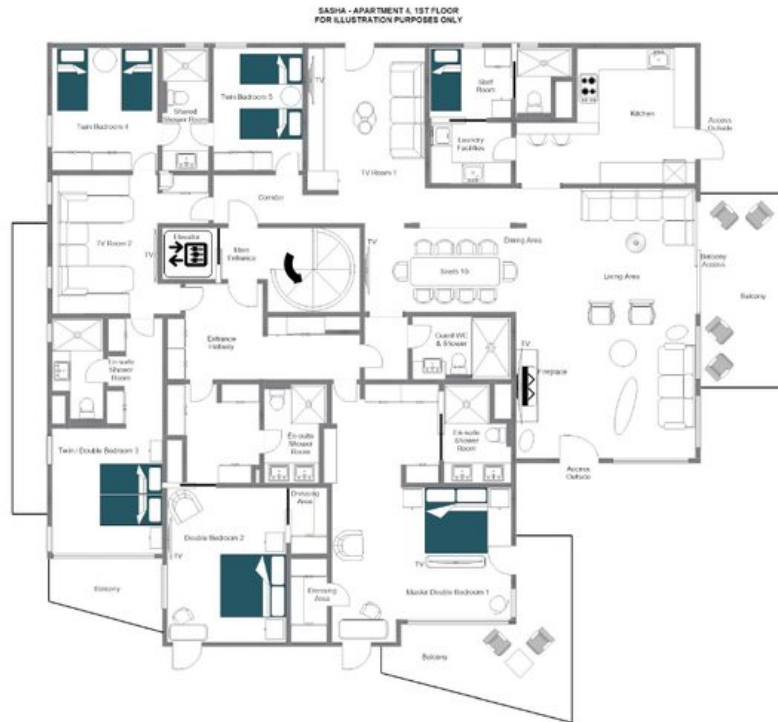 SASHA - APARTMENT 4, 1ST FLOOR
FOR ILLUSTRATION PURPOSES ONLY
Twin Bedroom 4
Shared
Shower Room
Twin Bedroom 5
TV
TV Room 1
Staff
Room
Laundry
Facilities
Kitchen
Access
Outside
Corridor
TV Room 2
TV
Elevator
Main
Entrance
TV
Dining Area
Seats 10
Living Area
Balcony
Access
Balcony
Entrance
Hallway
Guest WC
& Shower
TV
Fireplace
En-suite
Shower
Room
En-suite
Shower
Room
En-suite
Shower
Room
Access
Outside
Twin / Double Bedroom 3
Dressing
Area
Double Bedroom 2
TV
TV
Dressing
Area
Master Double Bedroom 1
Balcony
Balcony